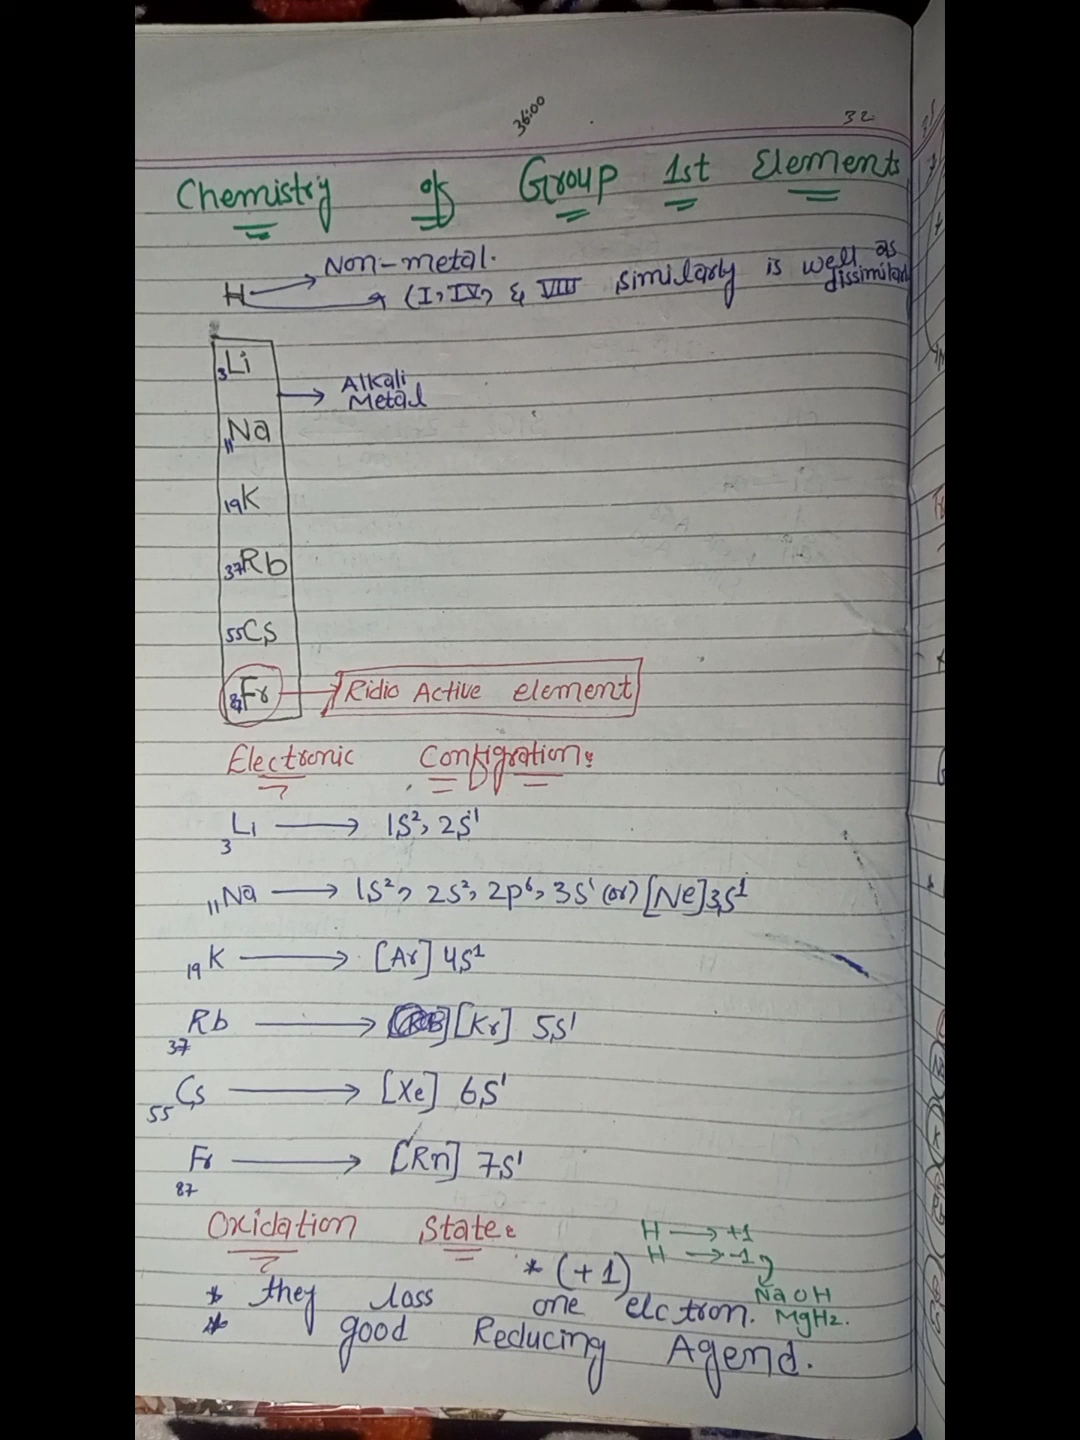 36:00
32
Chemistry of Group 1st Elements
Non-metal.
H (I, IV, & VIII similarly is well as dissimilarly
3Li
Alkali
Metal
11Na
19K
37Rb
55Cs
87Fr → Ridio Active element
Electronic Configration:
3Li → 1S², 2S¹
11Na → 1S², 2S², 2p⁶, 3S¹ (or) [Ne]3S¹
19K → [Ar] 4S¹
37Rb → [Kr] 5S¹
55Cs → [Xe] 6S¹
87Fr → [Rn] 7S¹
Oxidation State:
H → +1
H → -1
* (+1)
NaOH
MgH2.
* they loss one elctron.
* good Reducing Agend.